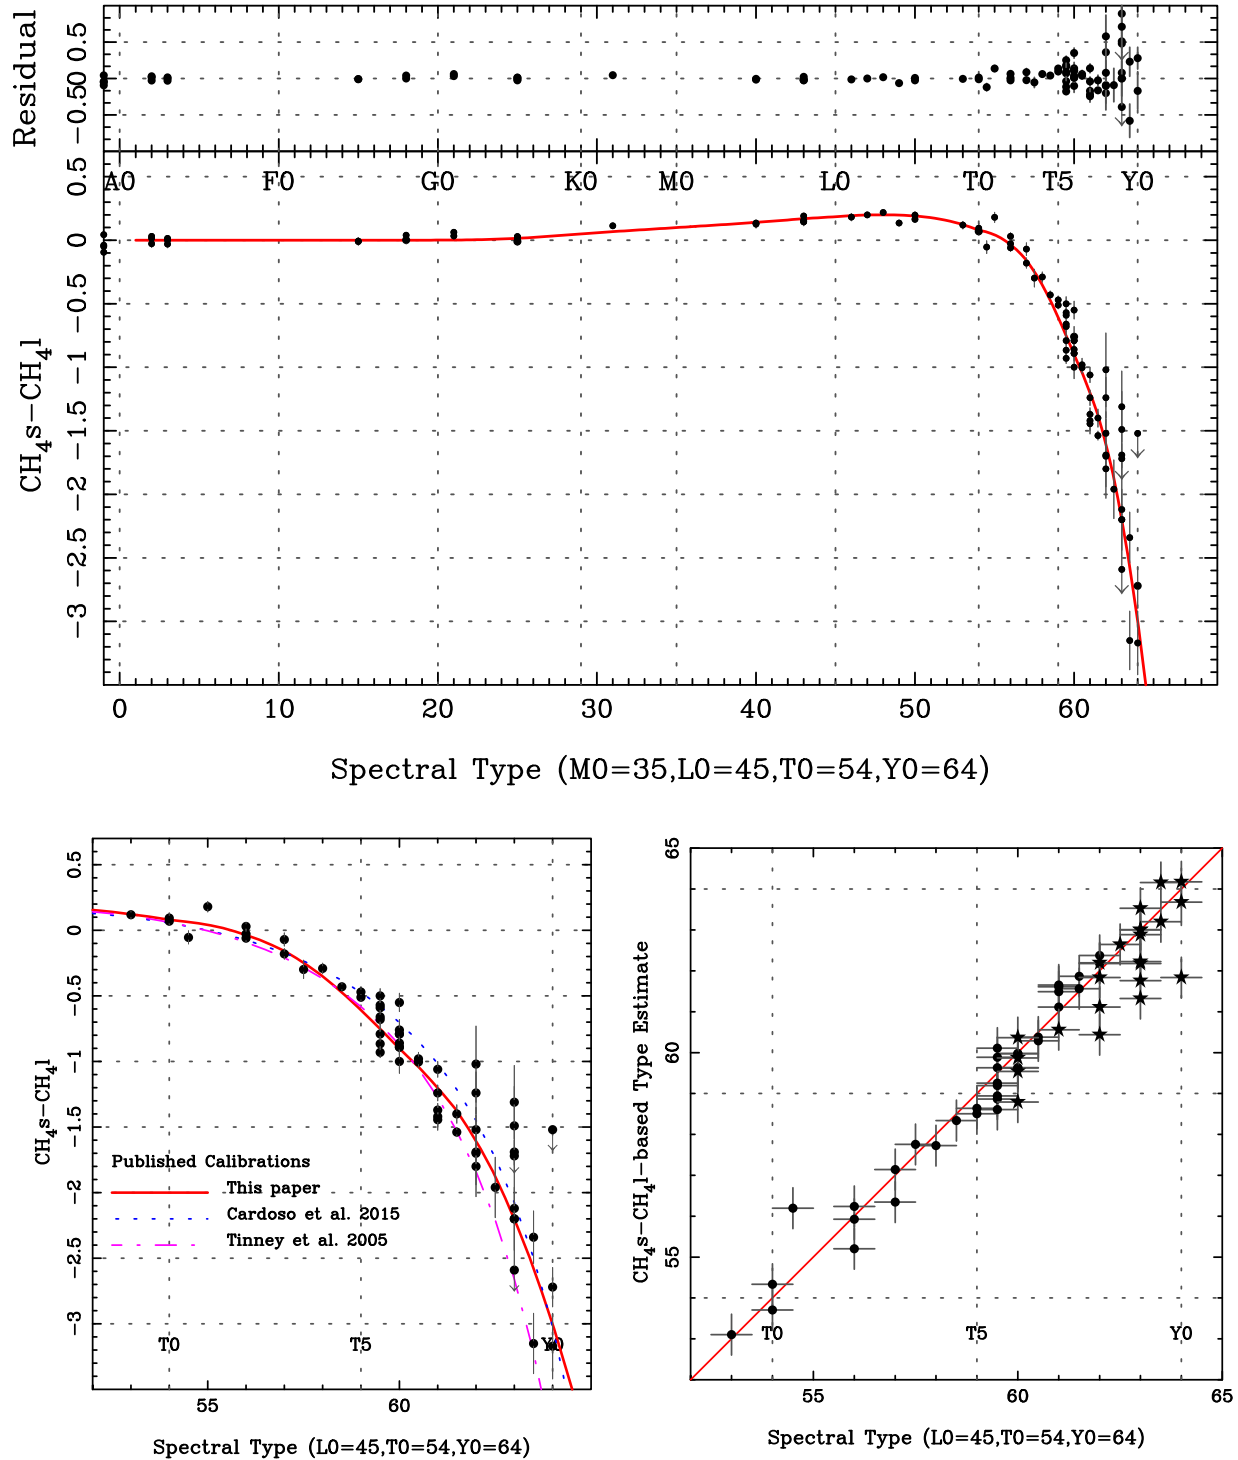 Residual
0.5
0
−0.5
A0 F0 G0 K0 M0 L0 T0 T5 Y0
CH4s−CH4l
0.5
0
−0.5
−1
−1.5
−2
−2.5
−3
0 10 20 30 40 50 60
Spectral Type (M0=35,L0=45,T0=54,Y0=64)
CH4s−CH4l
0.5
0
−0.5
−1
−1.5
−2
−2.5
−3
Published Calibrations
This paper
Cardoso et al. 2015
Tinney et al. 2005
T0 T5 Y0
55 60
Spectral Type (L0=45,T0=54,Y0=64)
CH4s−CH4l−based Type Estimate
65
60
55
T0 T5 Y0
55 60 65
Spectral Type (L0=45,T0=54,Y0=64)